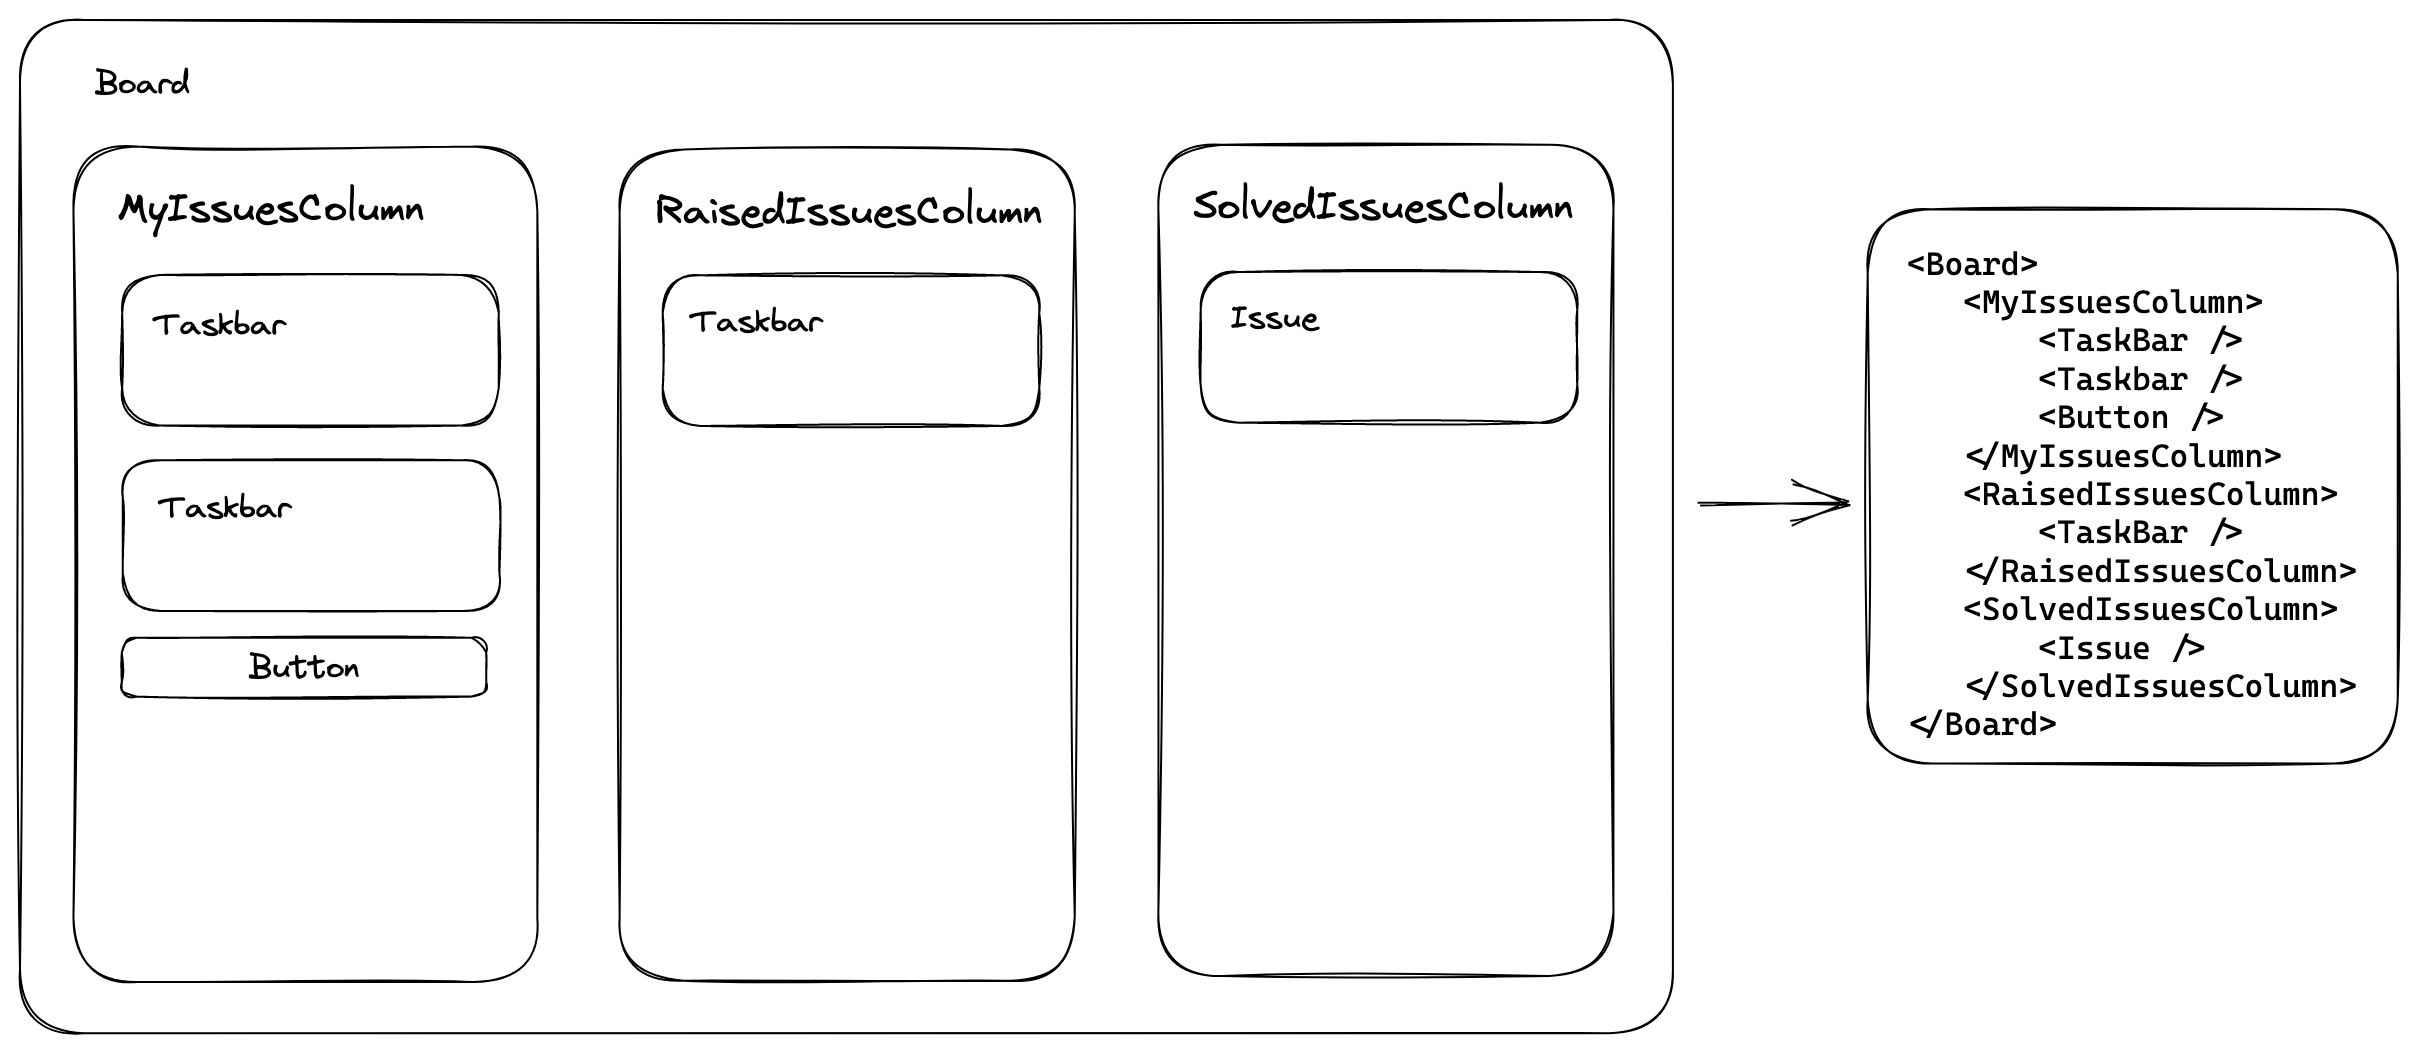 Board
MyIssuesColumn
Taskbar
Taskbar
Button
RaisedIssuesColumn
Taskbar
SolvedIssuesColumn
Issue
<Board>
<MyIssuesColumn>
<TaskBar />
<Taskbar />
<Button />
</MyIssuesColumn>
<RaisedIssuesColumn>
<TaskBar />
</RaisedIssuesColumn>
<SolvedIssuesColumn>
<Issue />
</SolvedIssuesColumn>
</Board>